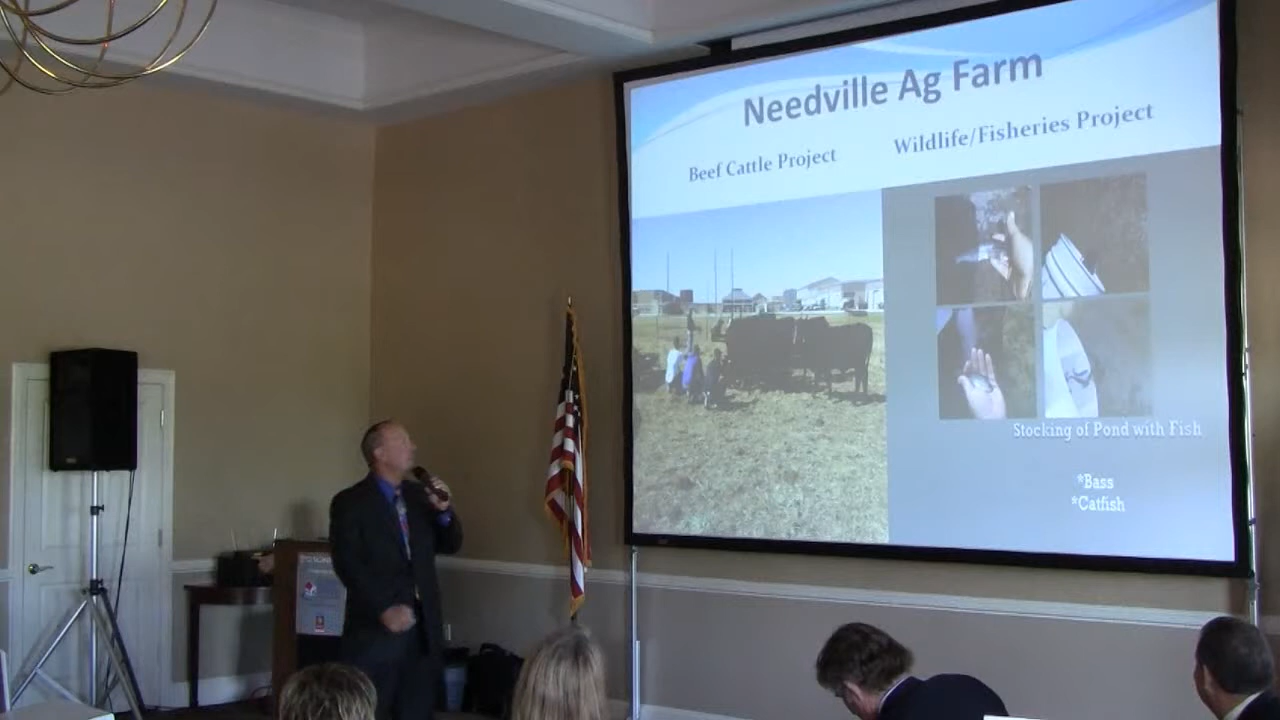 Needville Ag Farm
Beef Cattle Project
Wildlife/Fisheries Project
Stocking of Pond with Fish
*Bass
*Catfish